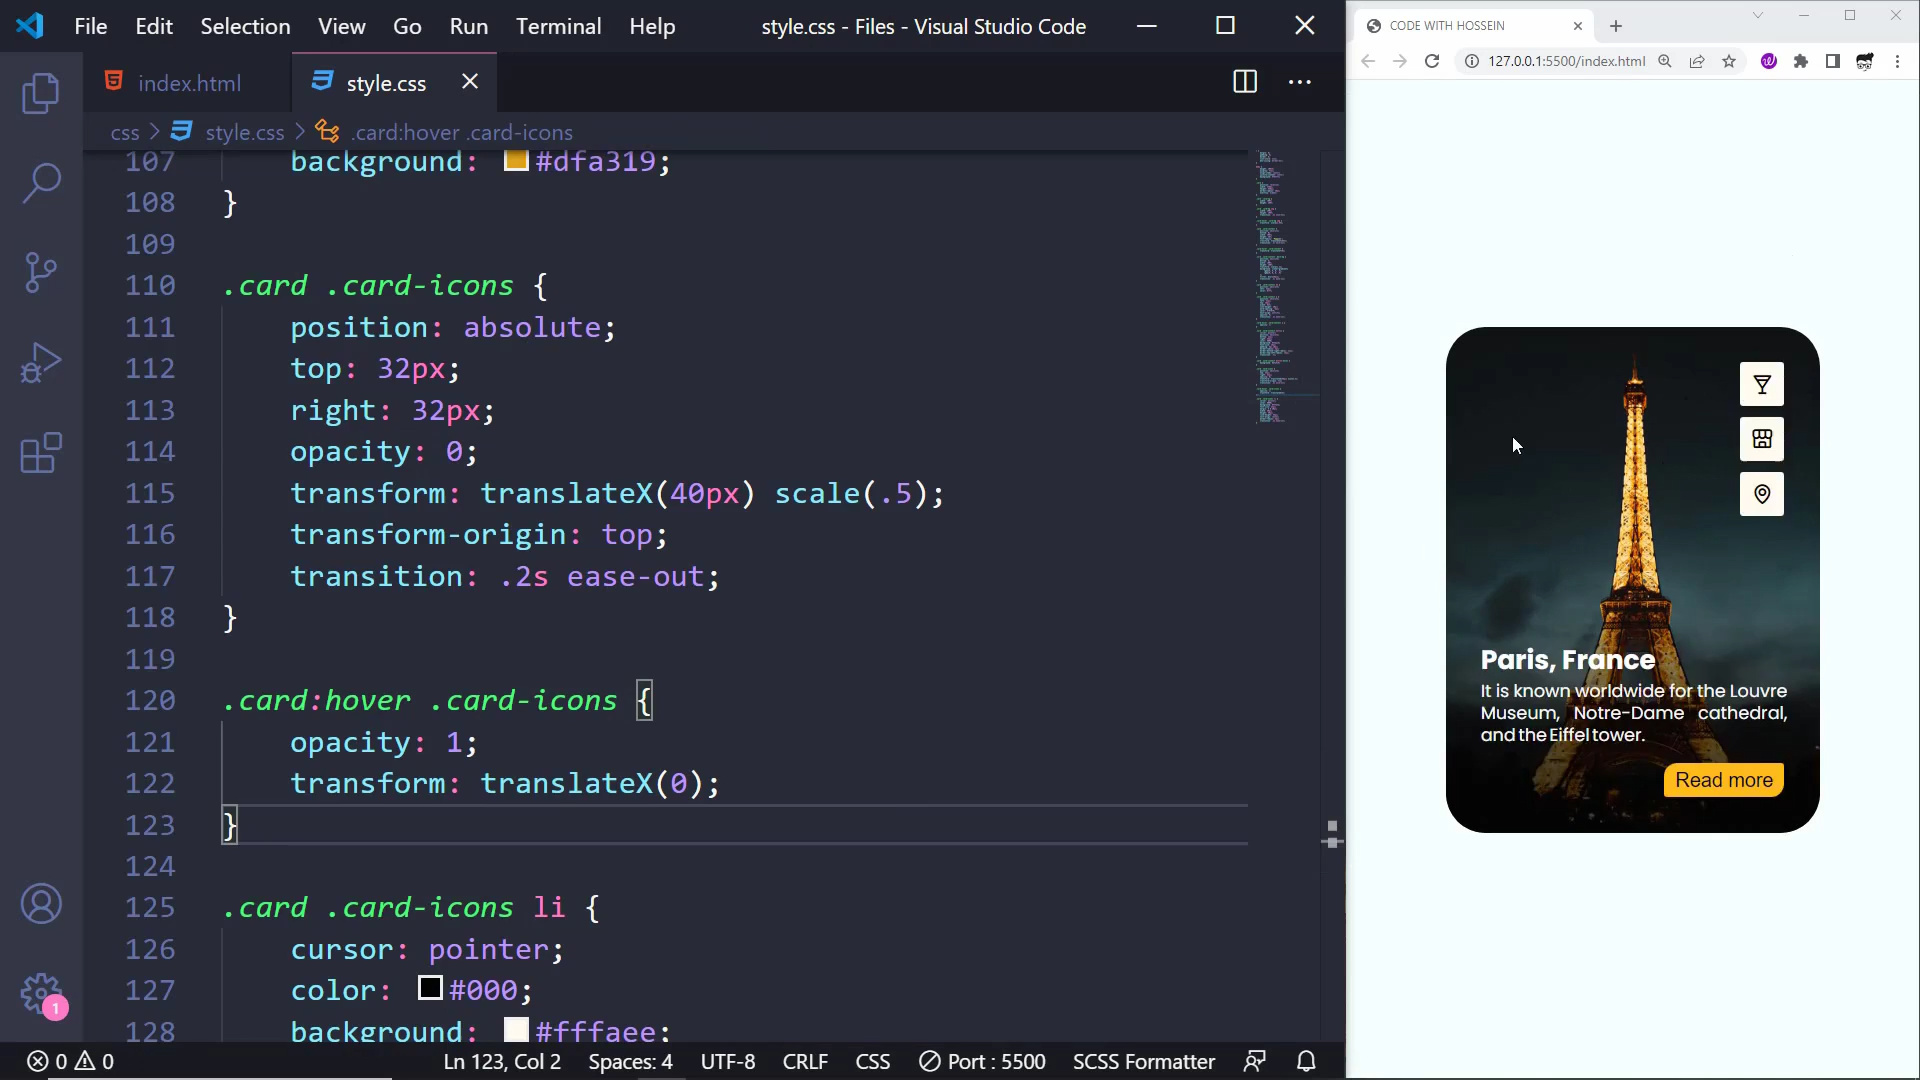 File Edit Selection View Go Run Terminal Help
style.css - Files - Visual Studio Code
index.html
style.css
css > style.css > .card:hover .card-icons
107 background: #dfa319;
108 }
109
110 .card .card-icons {
111 position: absolute;
112 top: 32px;
113 right: 32px;
114 opacity: 0;
115 transform: translateX(40px) scale(.5);
116 transform-origin: top;
117 transition: .2s ease-out;
118 }
119
120 .card:hover .card-icons {
121 opacity: 1;
122 transform: translateX(0);
123 }
124
125 .card .card-icons li {
126 cursor: pointer;
127 color: #000;
128 background: #fffaee;
1
0 0
Ln 123, Col 2 Spaces: 4 UTF-8 CRLF CSS Port : 5500 SCSS Formatter
CODE WITH HOSSEIN
127.0.0.1:5500/index.html
Paris, France
It is known worldwide for the Louvre
Museum, Notre-Dame cathedral,
and the Eiffel tower.
Read more